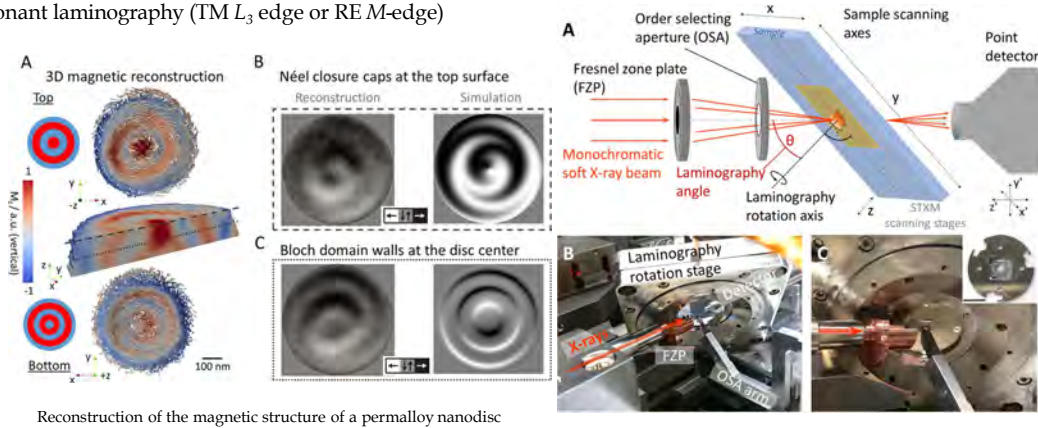 onant laminography (TM L3 edge or RE M-edge)
A
3D magnetic reconstruction
Top
1
Mz/ a.u. (vertical)
-1
y
-z
x
z
y
x
y
x
+z
Bottom
100 nm
B
Néel closure caps at the top surface
Reconstruction
Simulation
C
Bloch domain walls at the disc center
Reconstruction of the magnetic structure of a permalloy nanodisc
A
Order selecting
aperture (OSA)
Fresnel zone plate
(FZP)
Monochromatic
soft X-ray beam
x
Sample
Sample scanning
axes
y
Point
detector
θ
Laminography
angle
Laminography
rotation axis
z
STXM
scanning stages
y'
z'
x'
B
Laminography
rotation stage
Detector
X-rays
FZP
OSA arm
C